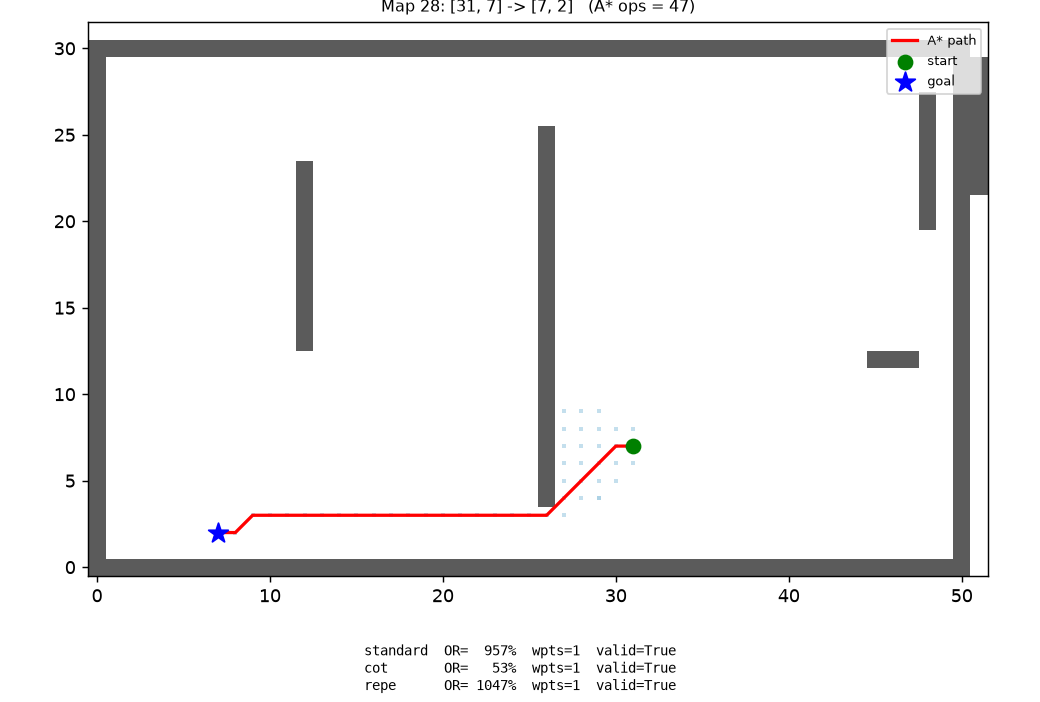 Map 28: [31, 7] -> [7, 2]   (A* ops = 47)
A* path
start
goal
30
25
20
15
10
5
0
0 10 20 30 40 50
standard  OR=  957%  wpts=1  valid=True
cot       OR=   53%  wpts=1  valid=True
repe      OR= 1047%  wpts=1  valid=True